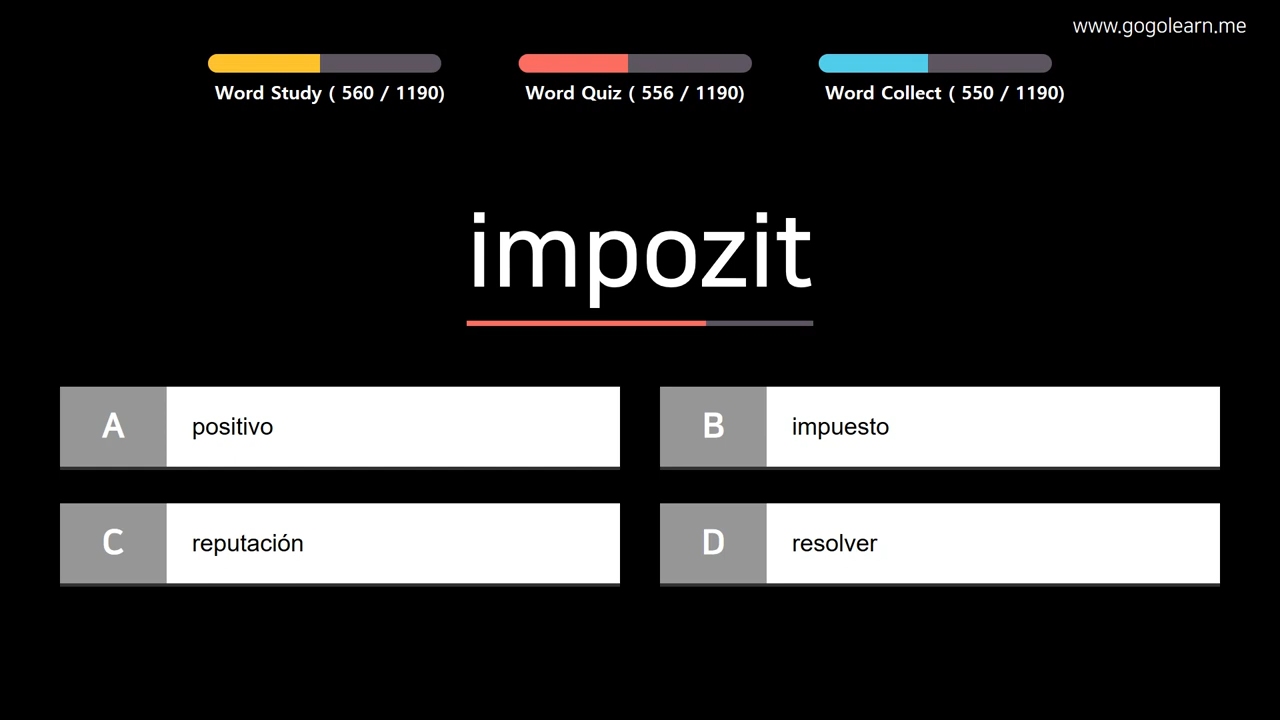 www.gogolearn.me
Word Study ( 560 / 1190)
Word Quiz ( 556 / 1190)
Word Collect ( 550 / 1190)
impozit
A
positivo
B
impuesto
C
reputación
D
resolver